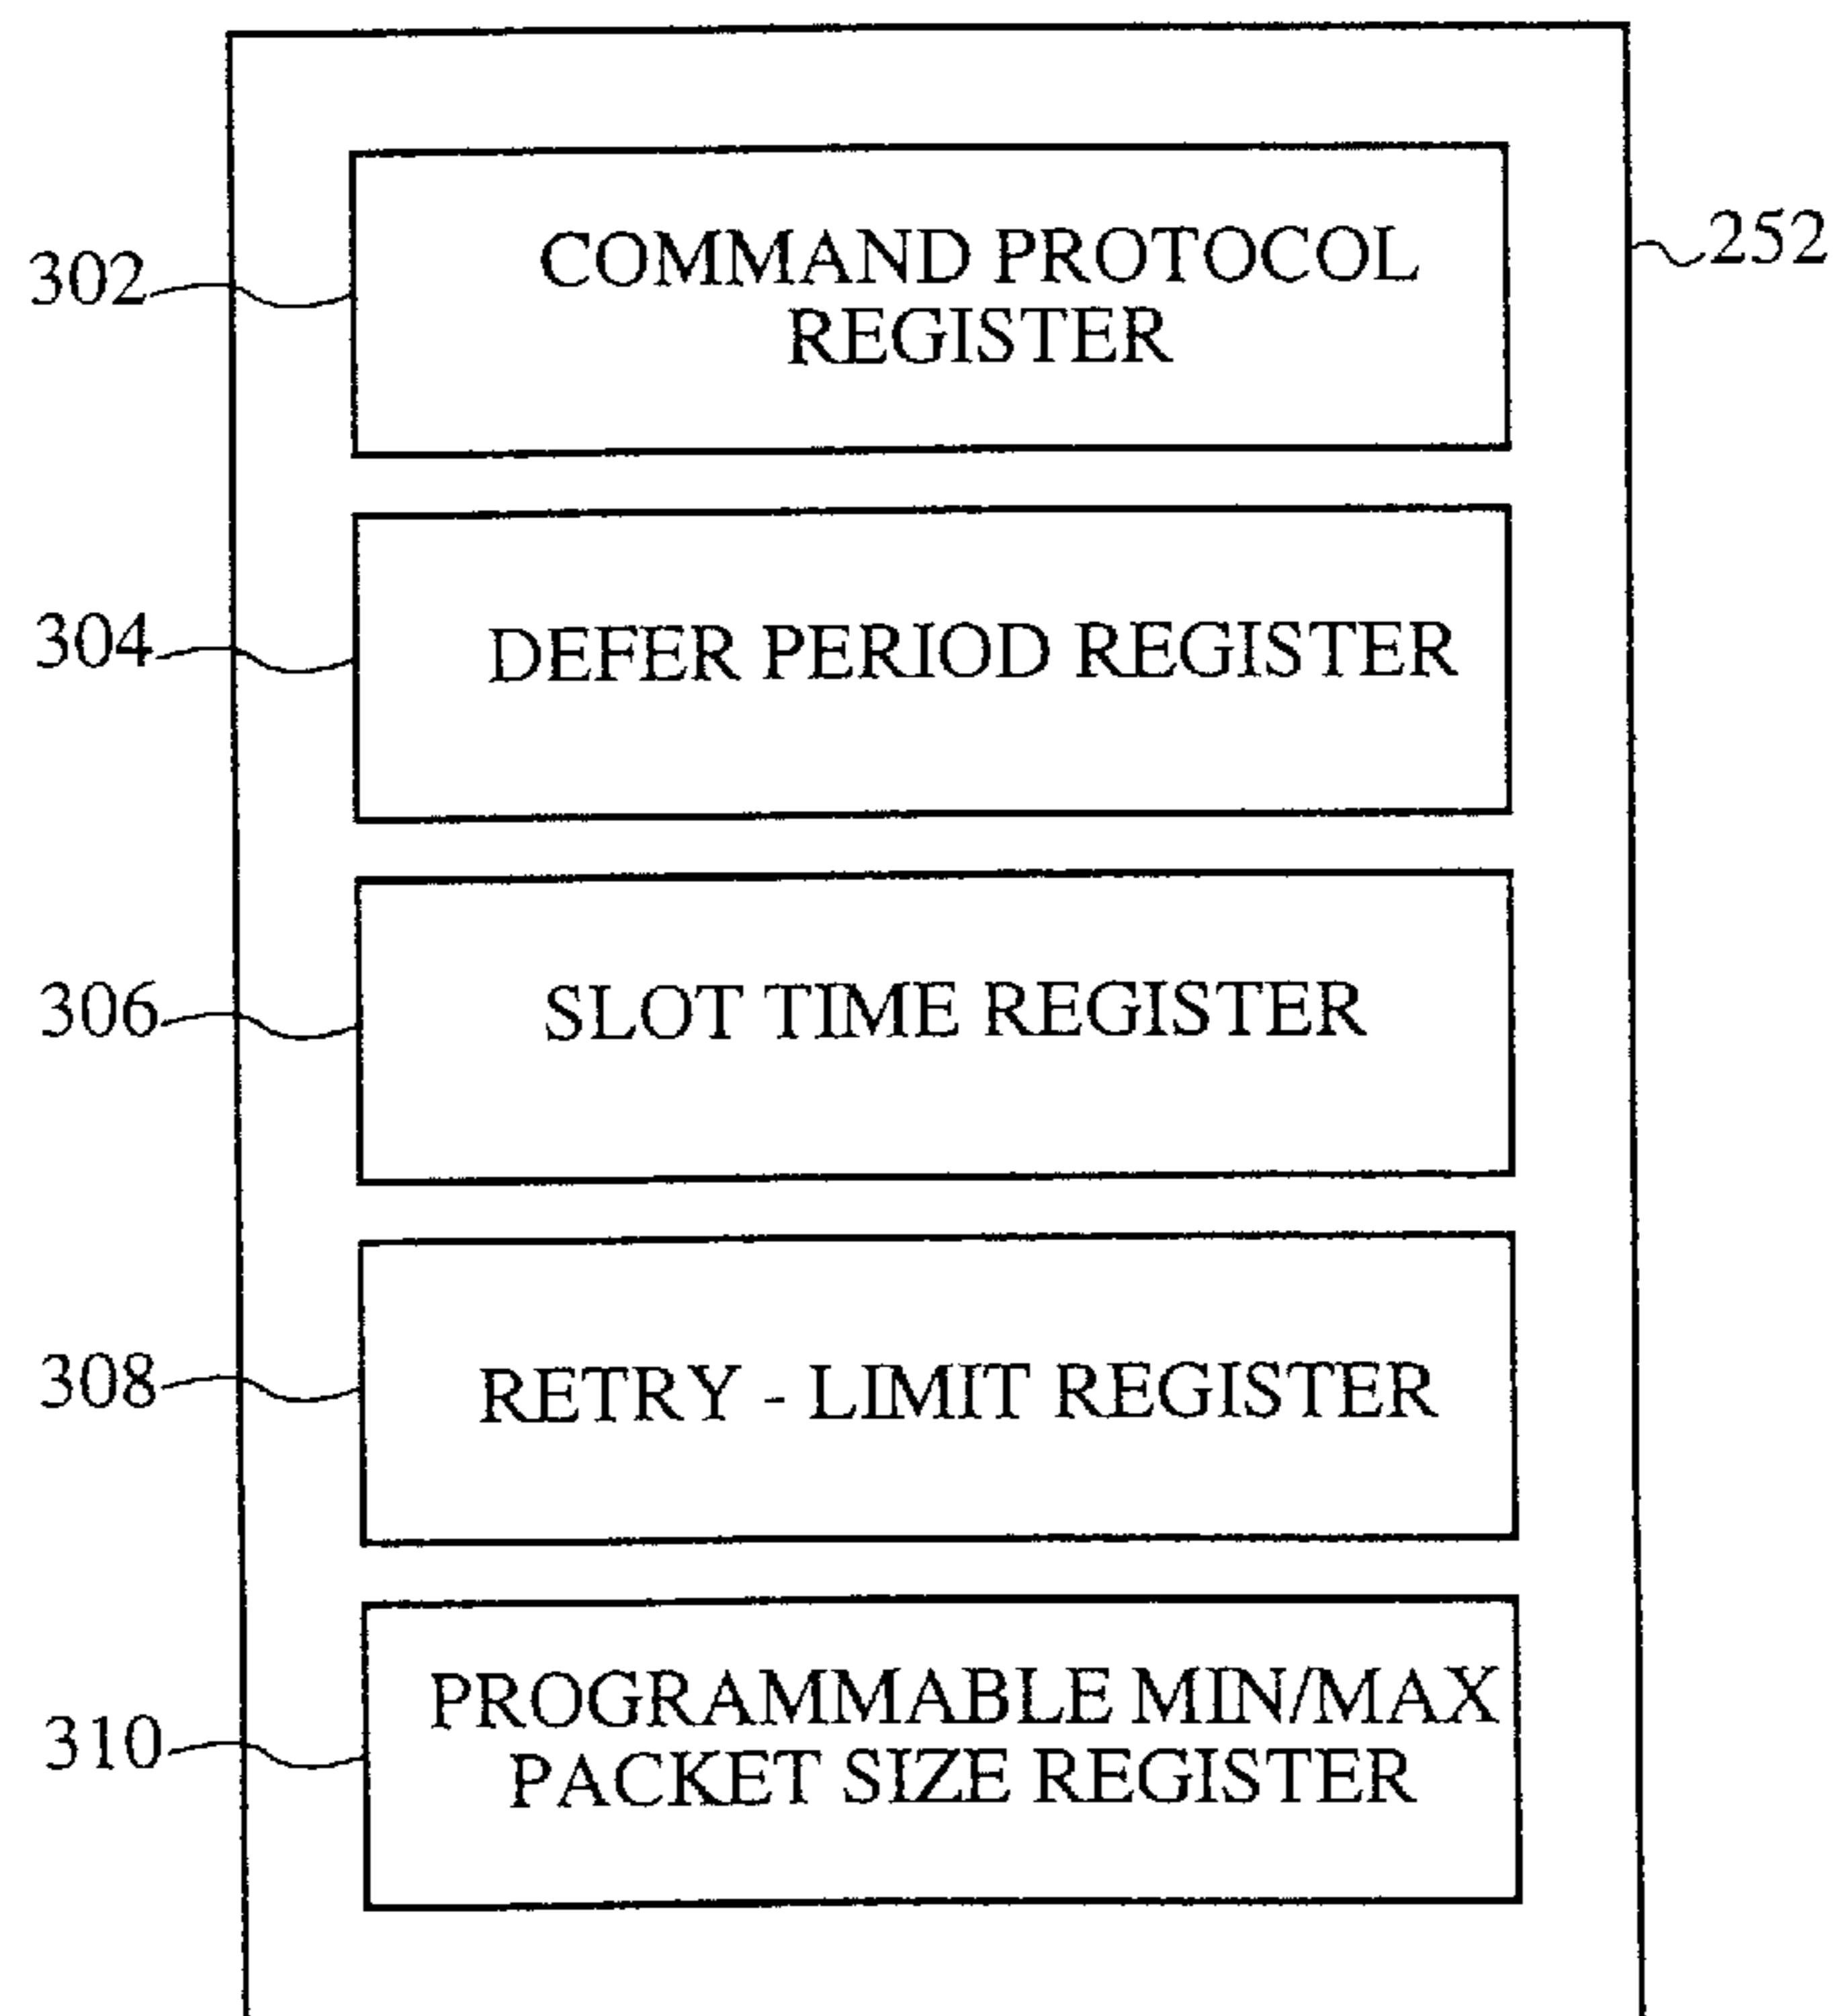 302
COMMAND PROTOCOL
REGISTER
252
304
DEFER PERIOD REGISTER
306
SLOT TIME REGISTER
308
RETRY - LIMIT REGISTER
310
PROGRAMMABLE MIN/MAX
PACKET SIZE REGISTER